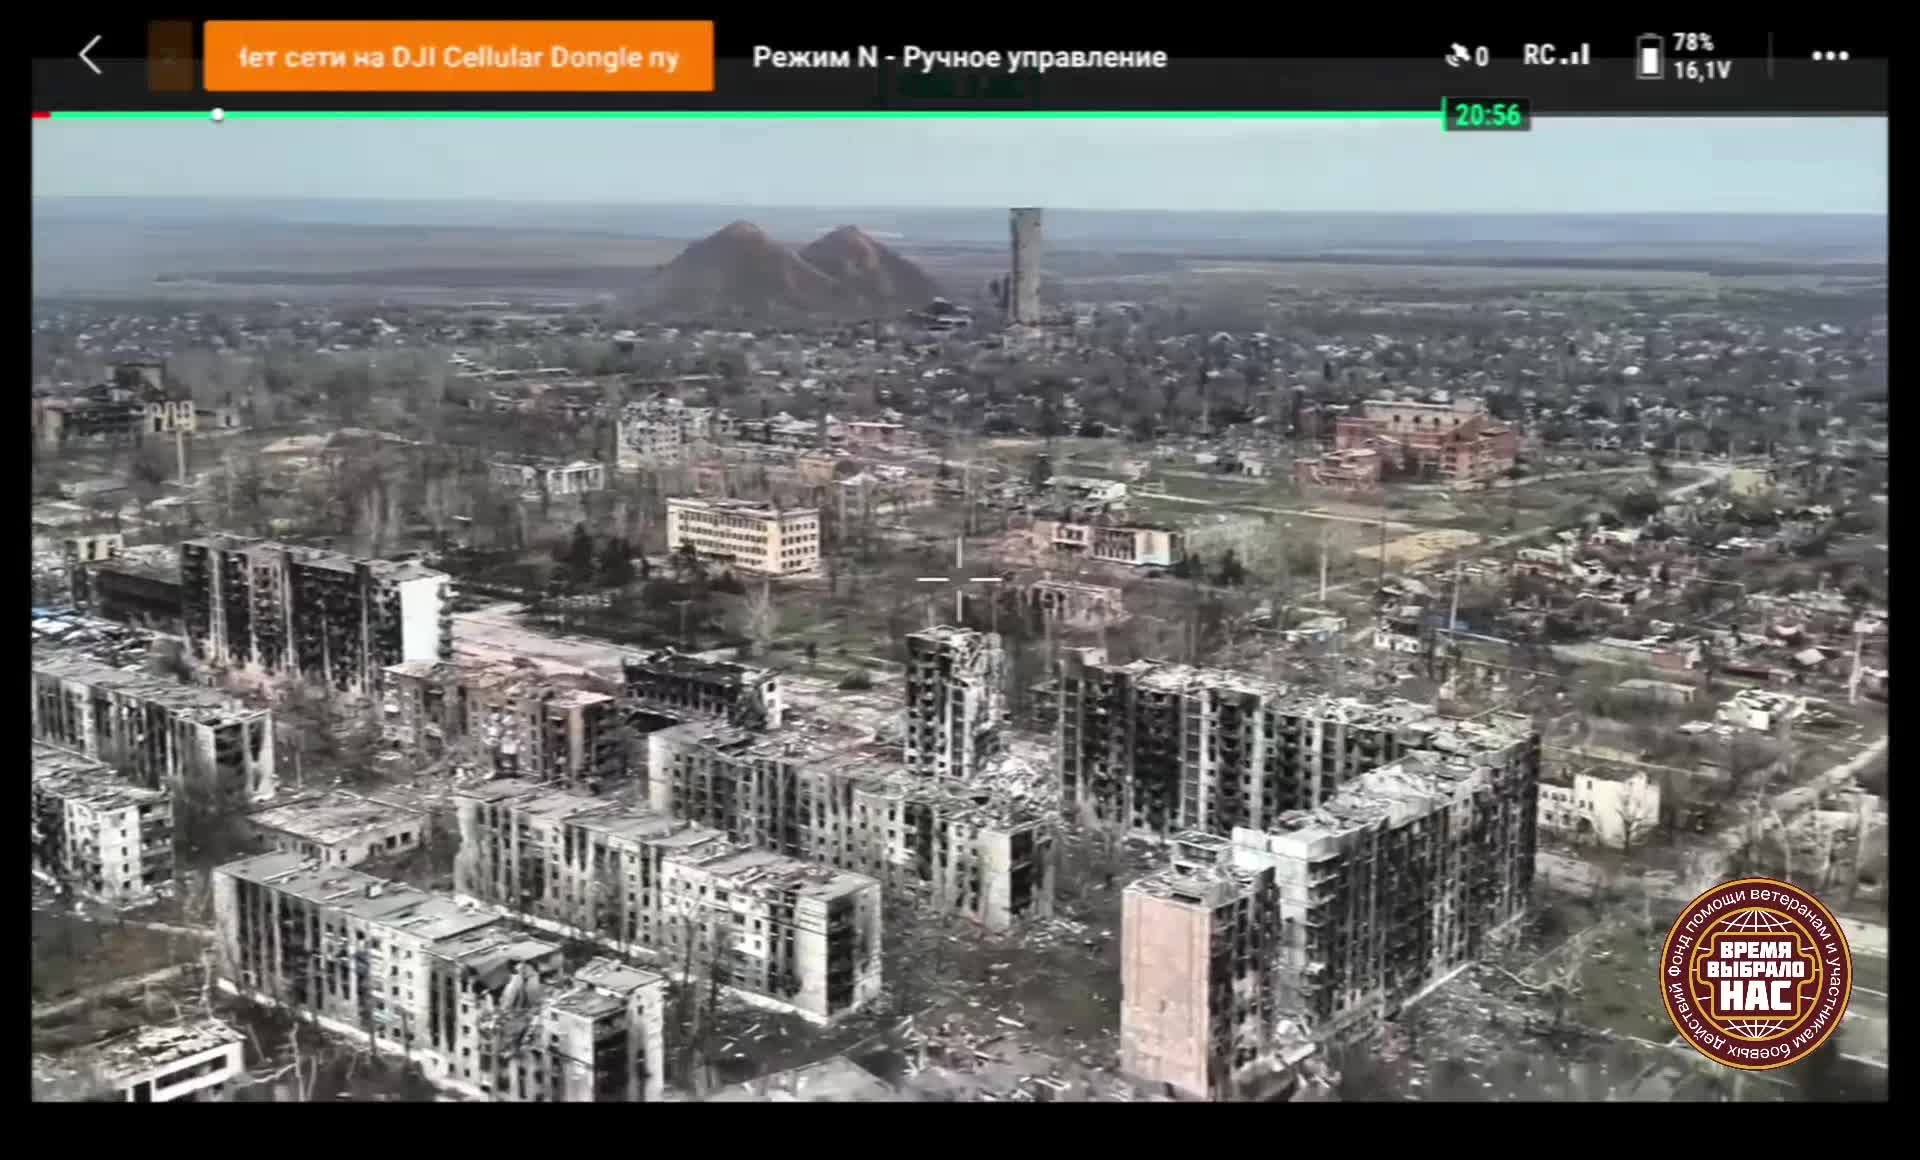 Нет сети на DJI Cellular Dongle пу
Режим N - Ручное управление
0
RC
78%
16,1V
20:56
Фонд помощи ветеранам и участникам боевых действий
ВРЕМЯ
ВЫБРАЛО
НАС